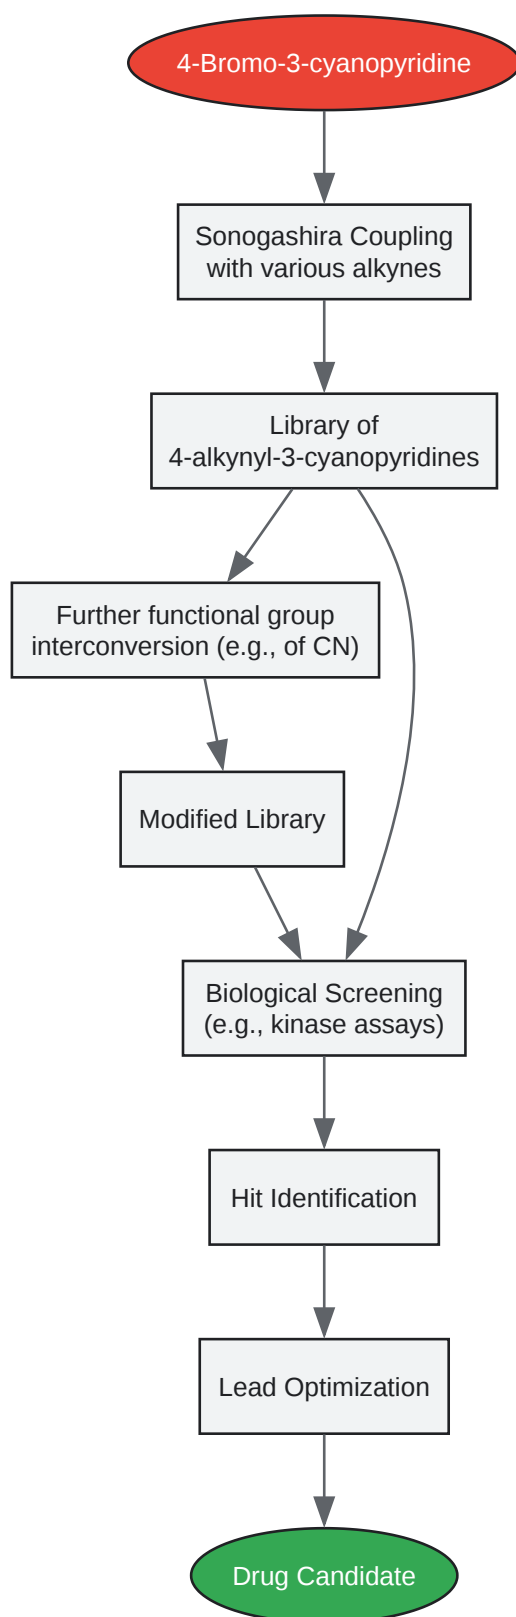 4-Bromo-3-cyanopyridine
Sonogashira Coupling
with various alkynes
Library of
4-alkynyl-3-cyanopyridines
Further functional group
interconversion (e.g., of CN)
Modified Library
Biological Screening
(e.g., kinase assays)
Hit Identification
Lead Optimization
Drug Candidate